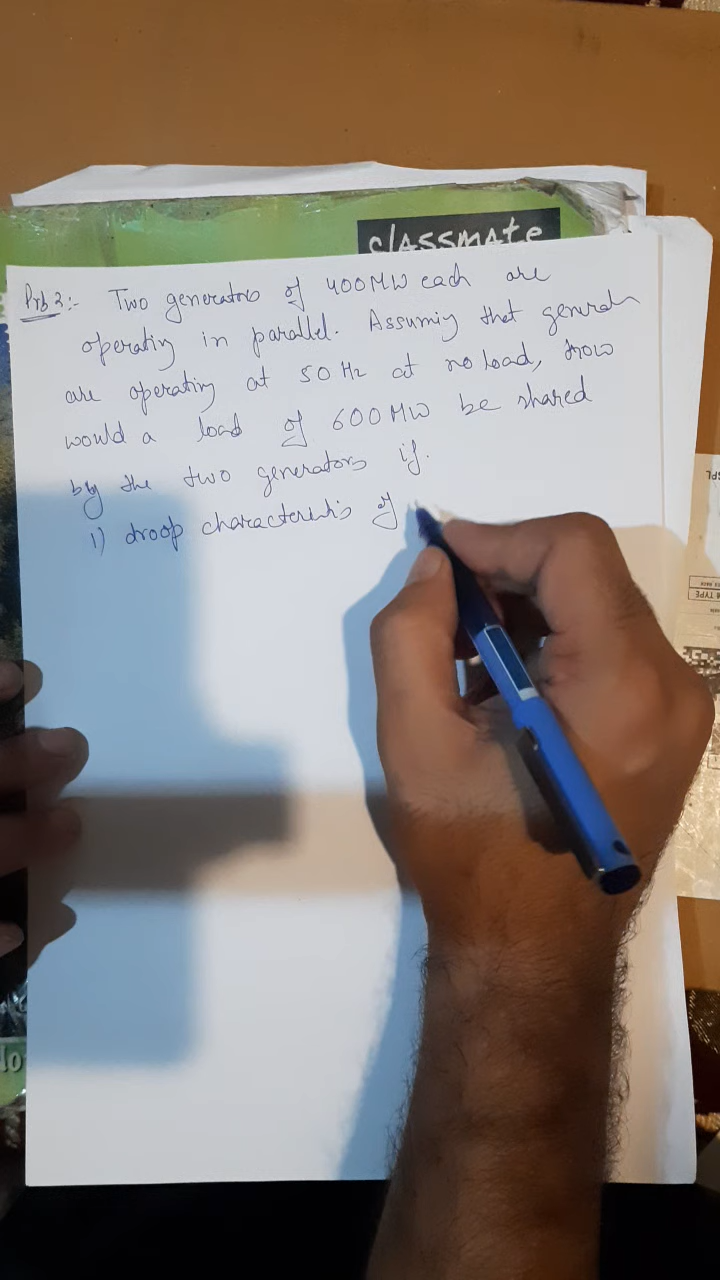 classmate
Prb 2:- Two generators of 400MW each are
operating in parallel. Assuming that
are operating at 50 Hz at no load, how
would a load of 600 MW be shared
by the two generators if.
1) droop characteristics of